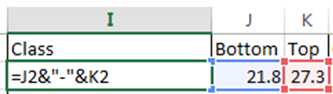 I J K
Class Bottom Top
=J2&"-"&K2 21.8 27.3